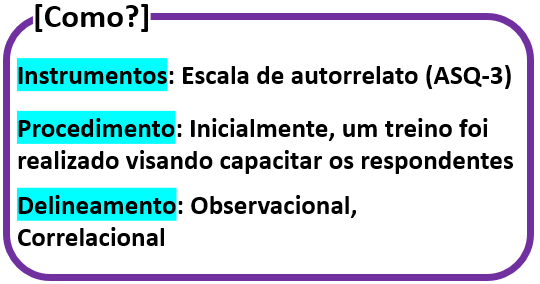 [Como?]
Instrumentos: Escala de autorrelato (ASQ-3)
Procedimento: Inicialmente, um treino foi
realizado visando capacitar os respondentes
Delineamento: Observacional,
Correlacional